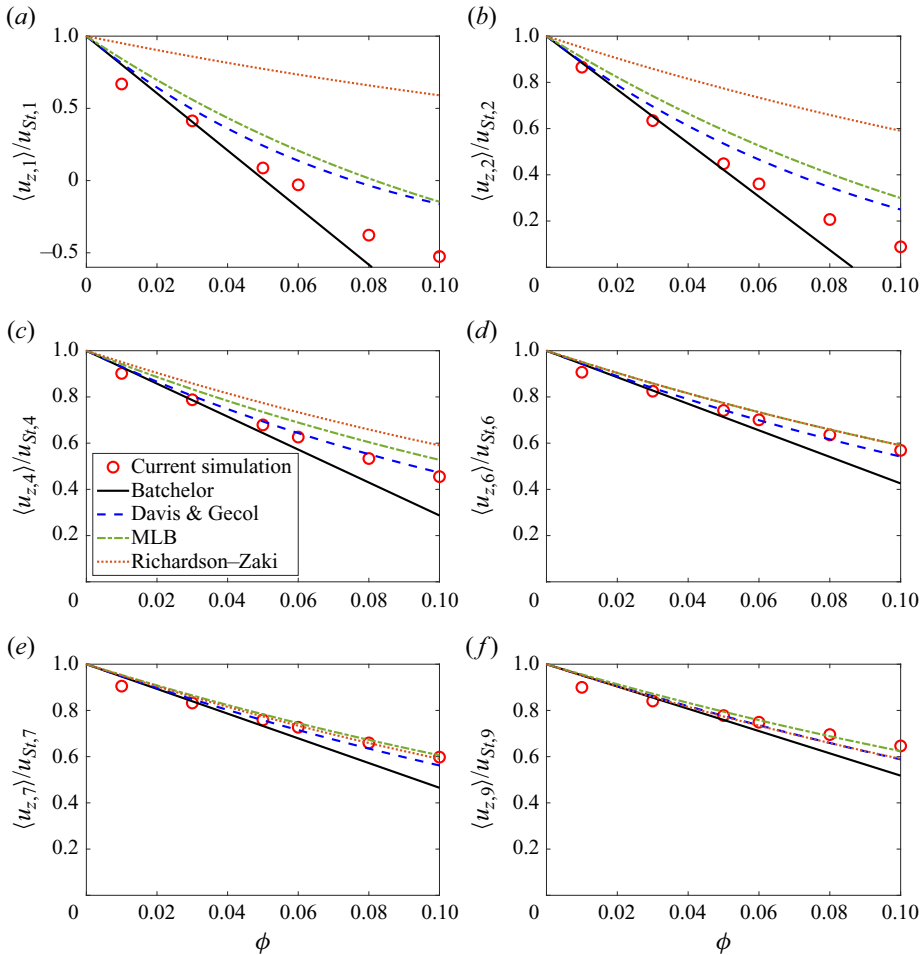 (a)
1.0
0.5
0
–0.5
⟨u_{z,1}⟩/u_{St,1}
0 0.02 0.04 0.06 0.08 0.10
(b)
1.0
0.8
0.6
0.4
0.2
⟨u_{z,2}⟩/u_{St,2}
0 0.02 0.04 0.06 0.08 0.10
(c)
1.0
0.8
0.6
0.4
0.2
⟨u_{z,4}⟩/u_{St,4}
Current simulation
Batchelor
Davis & Gecol
MLB
Richardson–Zaki
0 0.02 0.04 0.06 0.08 0.10
(d)
1.0
0.8
0.6
0.4
0.2
⟨u_{z,6}⟩/u_{St,6}
0 0.02 0.04 0.06 0.08 0.10
(e)
1.0
0.8
0.6
0.4
0.2
⟨u_{z,7}⟩/u_{St,7}
0 0.02 0.04 0.06 0.08 0.10
ϕ
(f)
1.0
0.8
0.6
0.4
0.2
⟨u_{z,9}⟩/u_{St,9}
0 0.02 0.04 0.06 0.08 0.10
ϕ